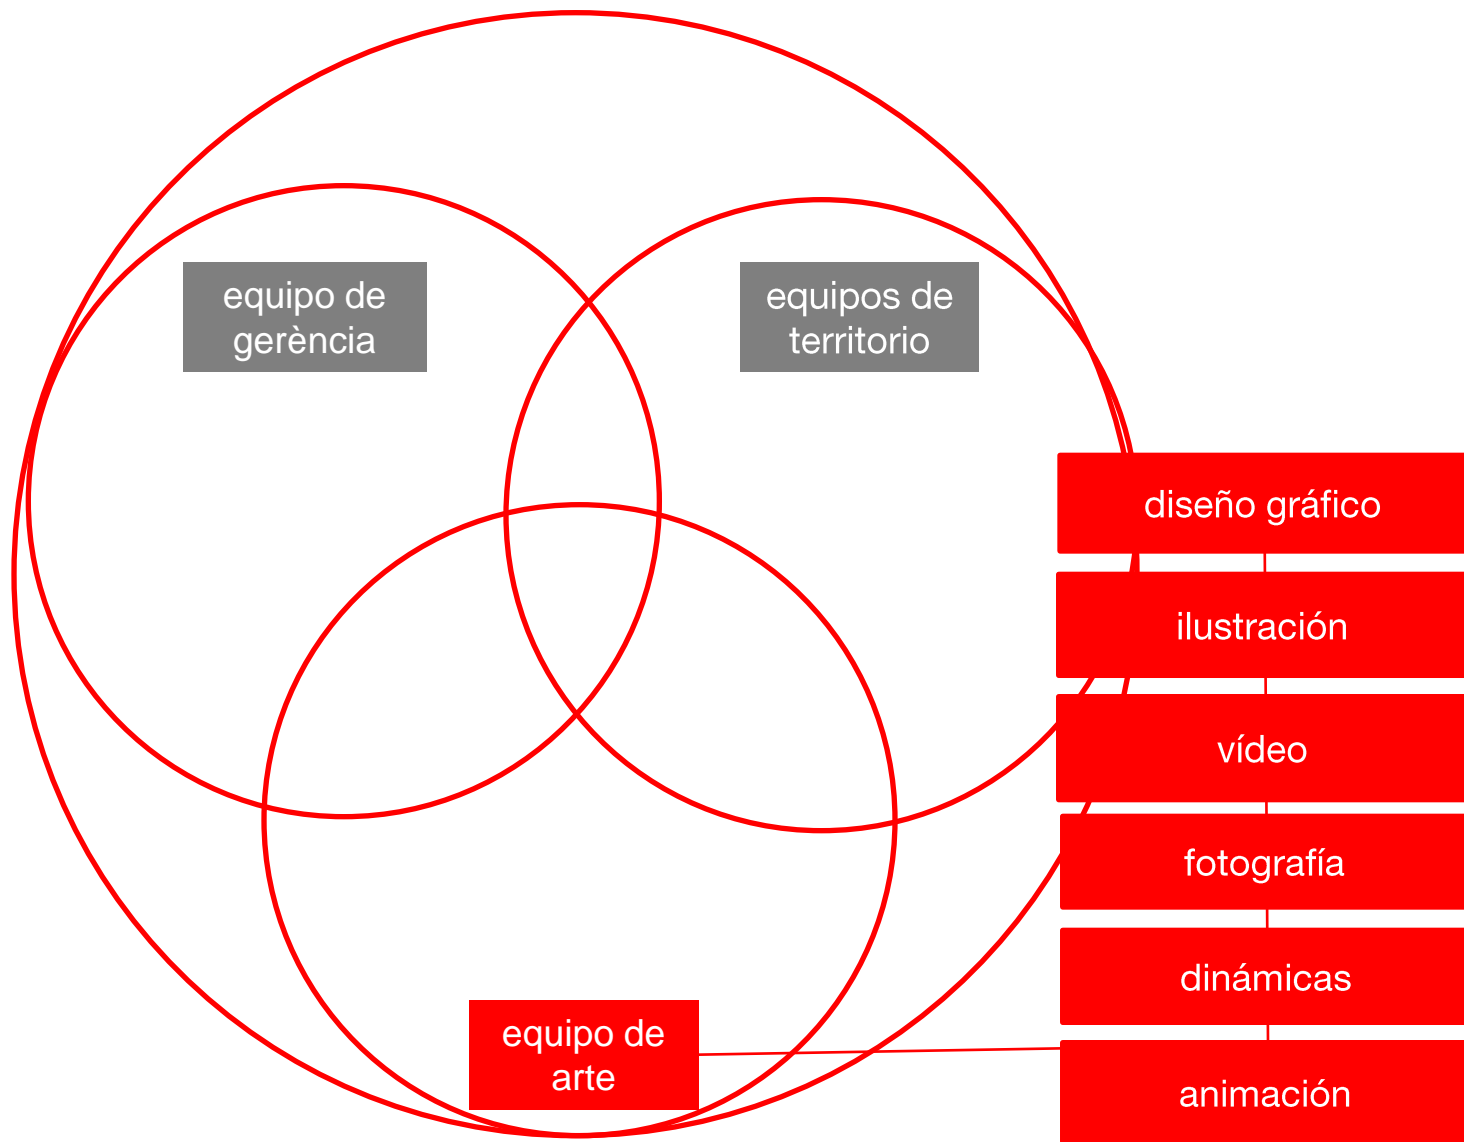 equipo de
gerència
equipos de
territorio
diseño gráfico
ilustración
vídeo
fotografía
dinámicas
equipo de
arte
animación